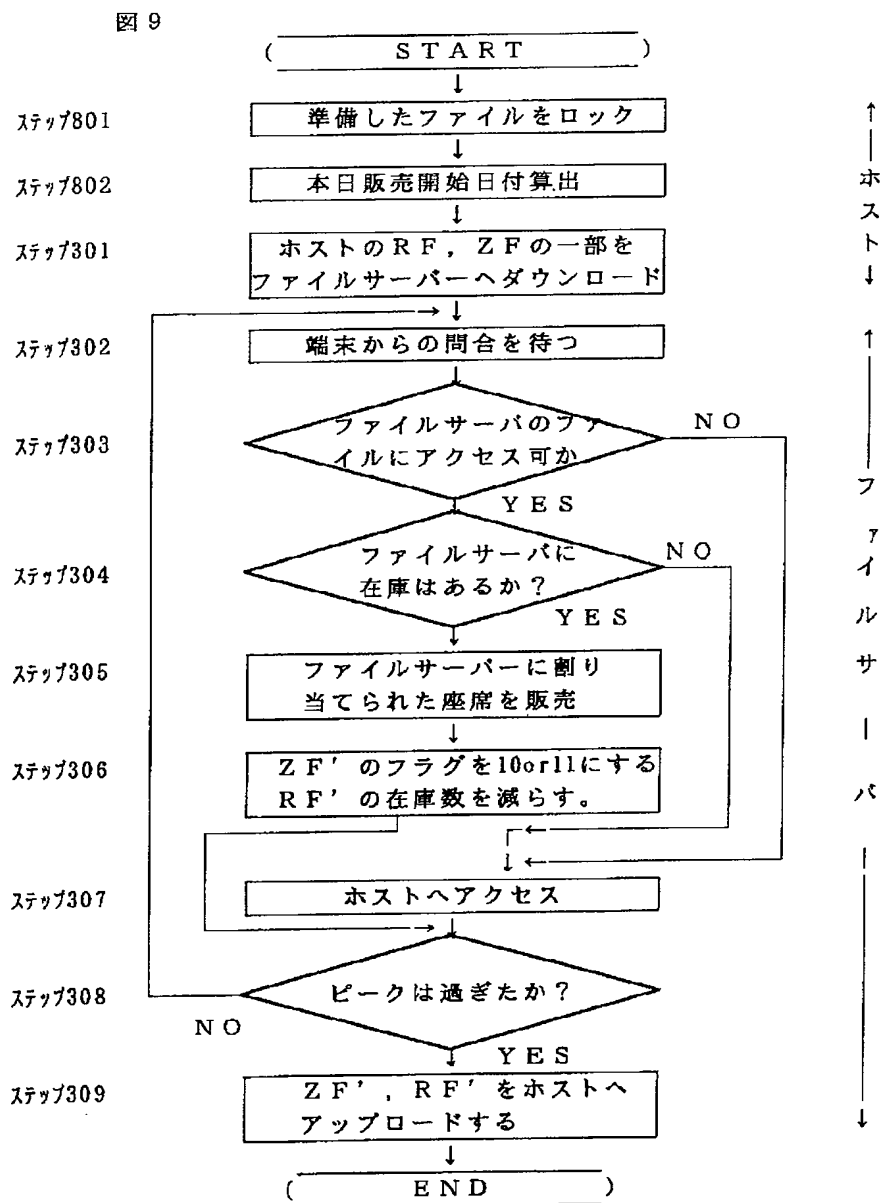 図9
( START )
ステップ801
準備したファイルをロック
ステップ802
本日販売開始日付算出
ステップ301
ホストのRF,ZFの一部を
ファイルサーバーへダウンロード
ホスト
ステップ302
端末からの問合を待つ
ステップ303
ファイルサーバのファ
イルにアクセス可か
NO
YES
ステップ304
ファイルサーバに
在庫はあるか?
NO
YES
ステップ305
ファイルサーバーに割り
当てられた座席を販売
ステップ306
ZF'のフラグを10or11にする
RF'の在庫数を減らす。
ファイルサーバ
ステップ307
ホストへアクセス
ステップ308
ピークは過ぎたか?
NO
YES
ステップ309
ZF',RF'をホストへ
アップロードする
( END )